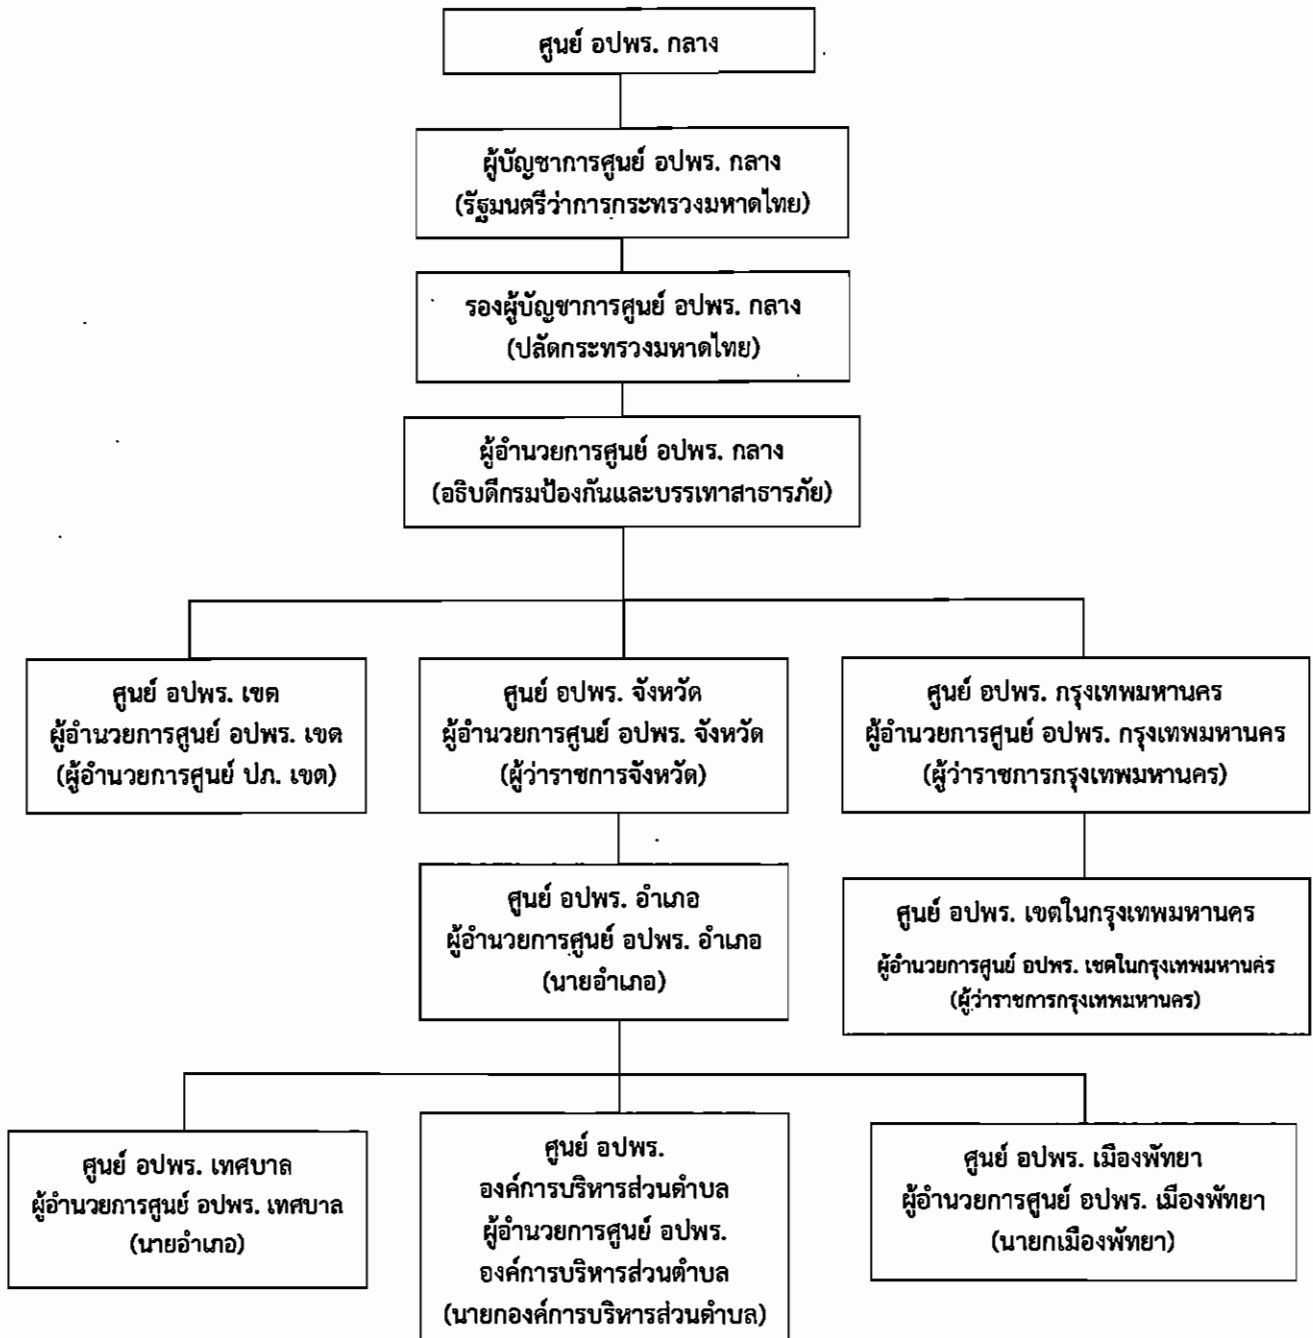 ศูนย์ อปพร. กลาง
ผู้บัญชาการศูนย์ อปพร. กลาง
(รัฐมนตรีว่าการกระทรวงมหาดไทย)
รองผู้บัญชาการศูนย์ อปพร. กลาง
(ปลัดกระทรวงมหาดไทย)
ผู้อำนวยการศูนย์ อปพร. กลาง
(อธิบดีกรมป้องกันและบรรเทาสาธารภัย)
ศูนย์ อปพร. เขต
ผู้อำนวยการศูนย์ อปพร. เขต
(ผู้อำนวยการศูนย์ ปภ. เขต)
ศูนย์ อปพร. จังหวัด
ผู้อำนวยการศูนย์ อปพร. จังหวัด
(ผู้ว่าราชการจังหวัด)
ศูนย์ อปพร. กรุงเทพมหานคร
ผู้อำนวยการศูนย์ อปพร. กรุงเทพมหานคร
(ผู้ว่าราชการกรุงเทพมหานคร)
ศูนย์ อปพร. อำเภอ
ผู้อำนวยการศูนย์ อปพร. อำเภอ
(นายอำเภอ)
ศูนย์ อปพร. เขตในกรุงเทพมหานคร
ผู้อำนวยการศูนย์ อปพร. เขตในกรุงเทพมหานคร
(ผู้ว่าราชการกรุงเทพมหานคร)
ศูนย์ อปพร. เทศบาล
ผู้อำนวยการศูนย์ อปพร. เทศบาล
(นายอำเภอ)
ศูนย์ อปพร.
องค์การบริหารส่วนตำบล
ผู้อำนวยการศูนย์ อปพร.
องค์การบริหารส่วนตำบล
(นายกองค์การบริหารส่วนตำบล)
ศูนย์ อปพร. เมืองพัทยา
ผู้อำนวยการศูนย์ อปพร. เมืองพัทยา
(นายกเมืองพัทยา)